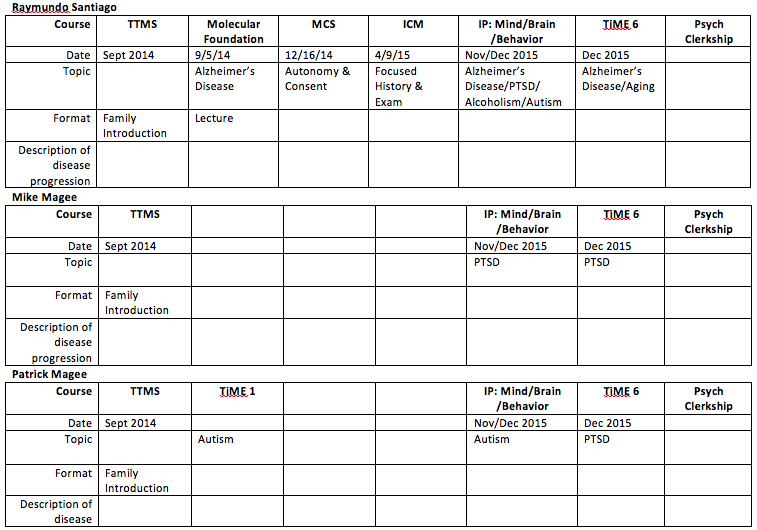 Raymundo Santiago
Course TTMS Molecular Foundation MCS ICM IP: Mind/Brain /Behavior TiME 6 Psych Clerkship
Date Sept 2014 9/5/14 12/16/14 4/9/15 Nov/Dec 2015 Dec 2015
Topic Alzheimer's Disease Autonomy & Consent Focused History & Exam Alzheimer's Disease/PTSD/ Alcoholism/Autism Alzheimer's Disease/Aging
Format Family Introduction Lecture
Description of disease progression
Mike Magee
Course TTMS IP: Mind/Brain /Behavior TiME 6 Psych Clerkship
Date Sept 2014 Nov/Dec 2015 Dec 2015
Topic PTSD PTSD
Format Family Introduction
Description of disease progression
Patrick Magee
Course TTMS TiME 1 IP: Mind/Brain /Behavior TiME 6 Psych Clerkship
Date Sept 2014 Nov/Dec 2015 Dec 2015
Topic Autism Autism PTSD
Format Family Introduction
Description of disease